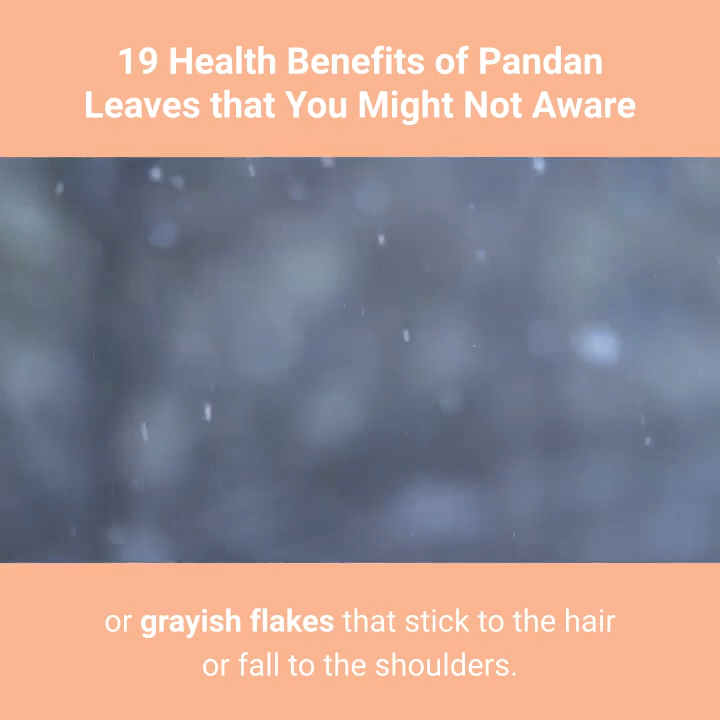 19 Health Benefits of Pandan
Leaves that You Might Not Aware
or grayish flakes that stick to the hair
or fall to the shoulders.